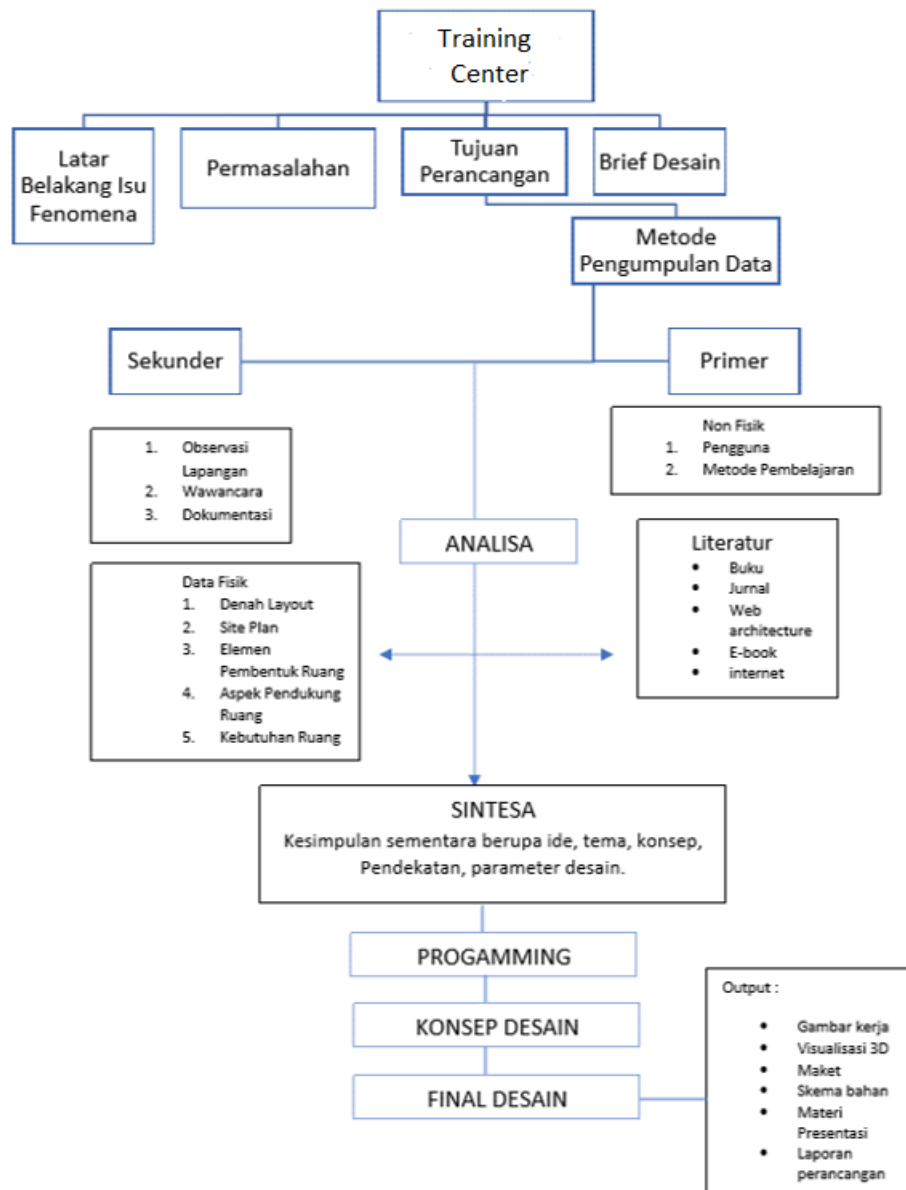 Training
Center
Latar
Belakang Isu
Fenomena
Permasalahan
Tujuan
Perancangan
Brief Desain
Metode
Pengumpulan Data
Sekunder
Primer
1. Observasi
Lapangan
2. Wawancara
3. Dokumentasi
Non Fisik
1. Pengguna
2. Metode Pembelajaran
ANALISA
Data Fisik
1. Denah Layout
2. Site Plan
3. Elemen
Pembentuk Ruang
4. Aspek Pendukung
Ruang
5. Kebutuhan Ruang
Literatur
• Buku
• Jurnal
• Web
architecture
• E-book
• internet
SINTESA
Kesimpulan sementara berupa ide, tema, konsep,
Pendekatan, parameter desain.
PROGAMMING
KONSEP DESAIN
FINAL DESAIN
Output :
• Gambar kerja
• Visualisasi 3D
• Maket
• Skema bahan
• Materi
Presentasi
• Laporan
perancangan